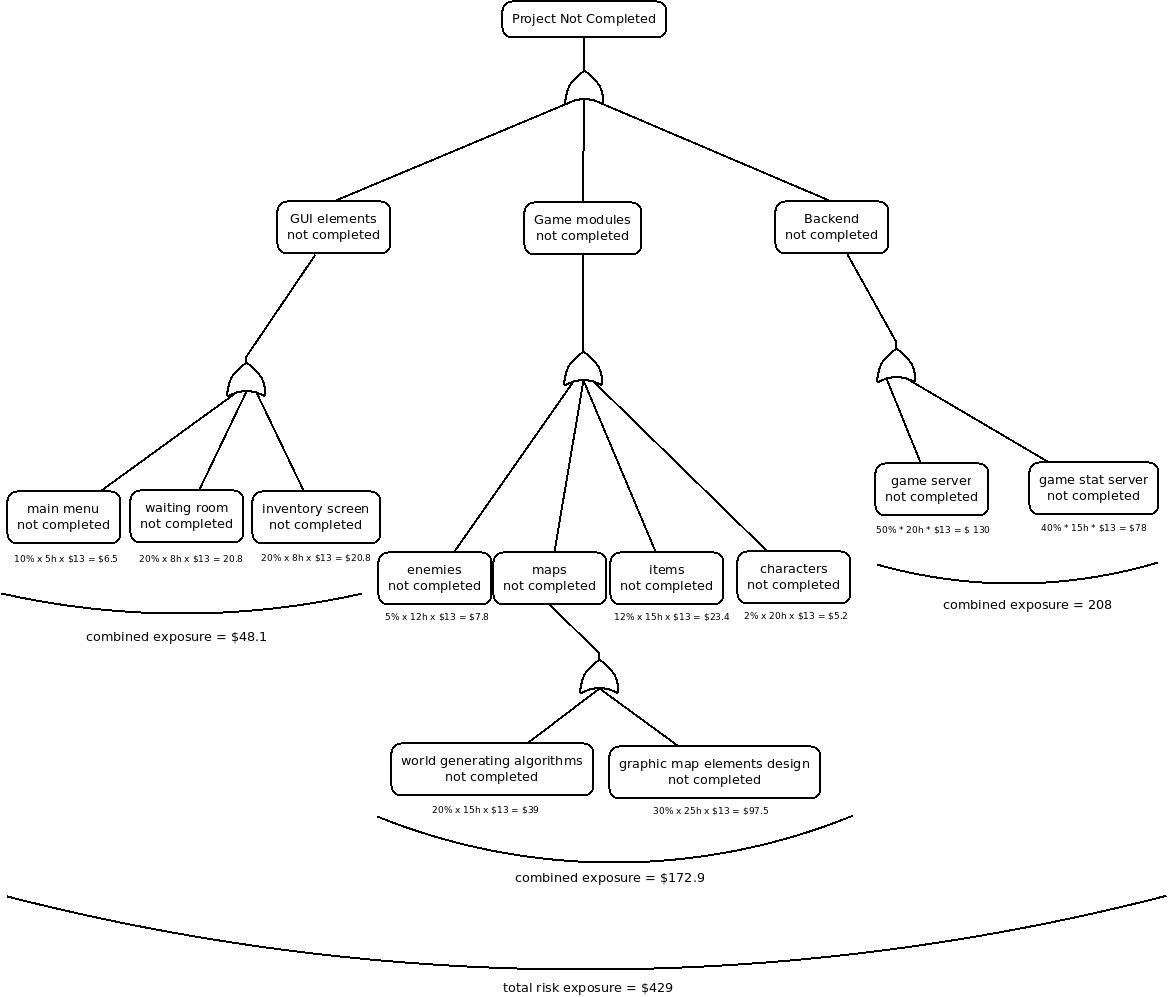 Project Not Completed
GUI elements
not completed
Game modules
not completed
Backend
not completed
main menu
not completed
10% x 5h x $13 = $6.5
waiting room
not completed
20% x 8h x $13 = 20.8
inventory screen
not completed
20% x 8h x $13 = $20.8
combined exposure = $48.1
enemies
not completed
5% x 12h x $13 = $7.8
maps
not completed
items
not completed
12% x 15h x $13 = $23.4
characters
not completed
2% x 20h x $13 = $5.2
game server
not completed
50% * 20h * $13 = $ 130
game stat server
not completed
40% * 15h * $13 = $78
combined exposure = 208
world generating algorithms
not completed
20% x 15h x $13 = $39
graphic map elements design
not completed
30% x 25h x $13 = $97.5
combined exposure = $172.9
total risk exposure = $429